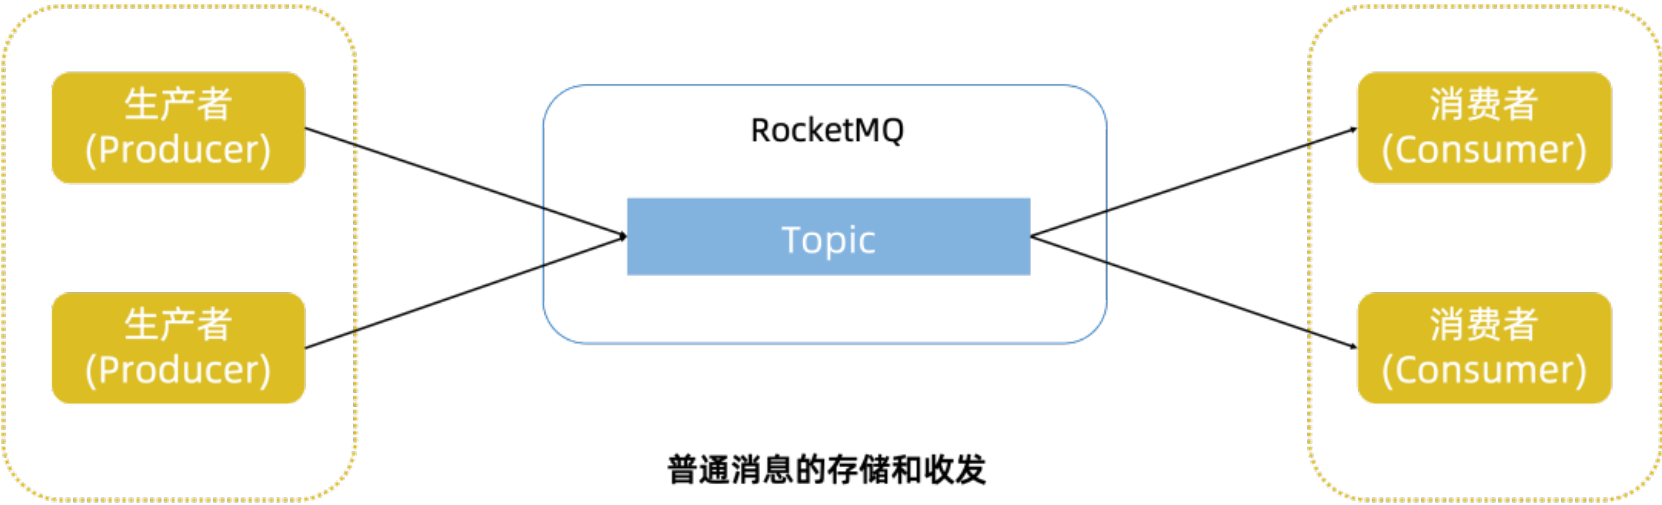 生产者
(Producer)
生产者
(Producer)
RocketMQ
Topic
消费者
(Consumer)
消费者
(Consumer)
普通消息的存储和收发